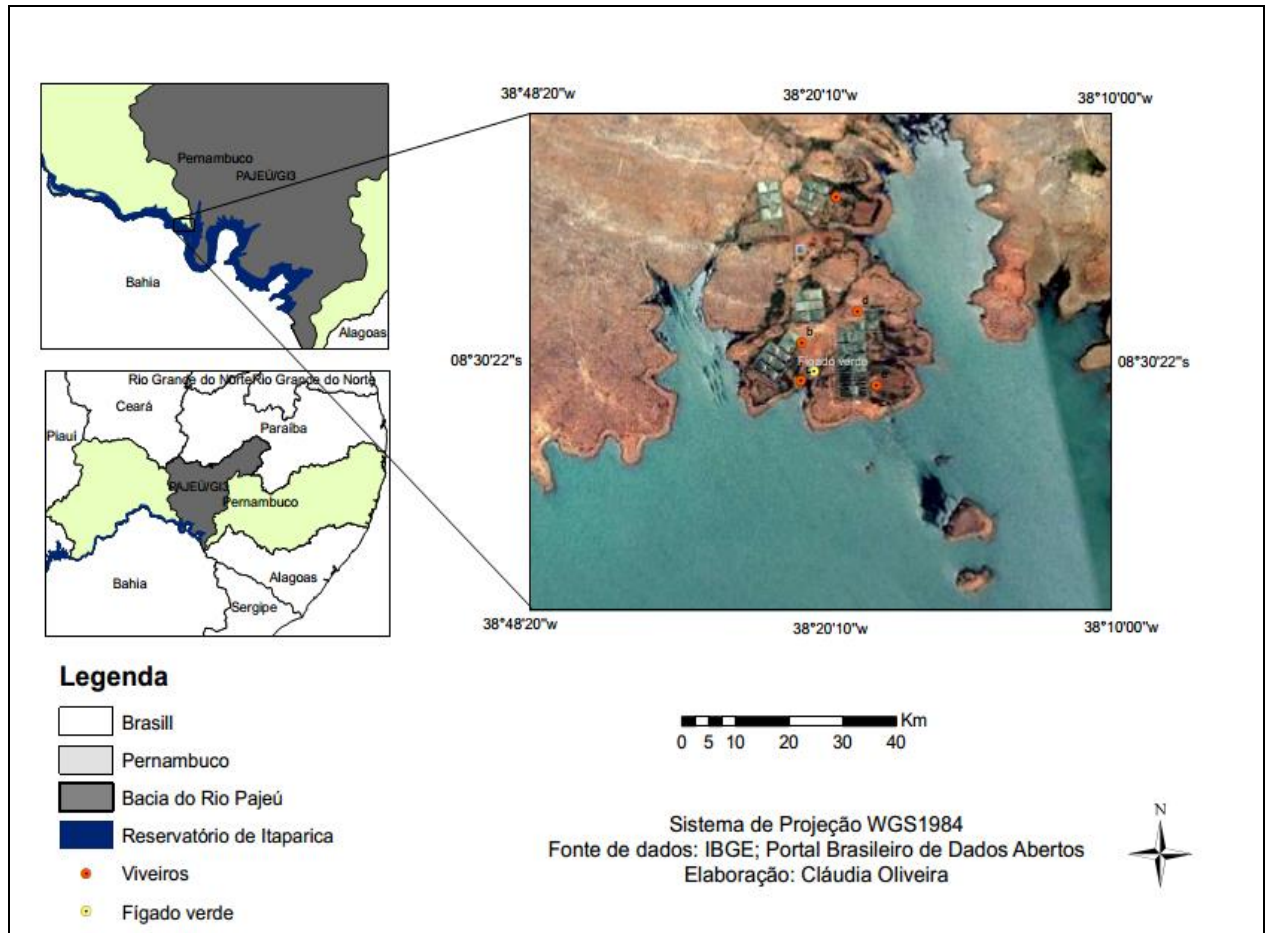 38°48'20"w
38°20'10"w
38°10'00"w
Pernambuco
PAJEÚ/GI3
Bahia
Alagoas
08°30'22"s
08°30'22"s
d
b
Fígado verde
Rio Grande do Norte
Rio Grande do Norte
Ceará
Piauí
Paraíba
PAJEÚ/GI3
Pernambuco
Bahia
Alagoas
Sergipe
38°48'20"w
38°20'10"w
38°10'00"w
Legenda
Brasill
Pernambuco
Bacia do Rio Pajeú
Reservatório de Itaparica
Viveiros
Fígado verde
Km
0 5 10 20 30 40
Sistema de Projeção WGS1984
Fonte de dados: IBGE; Portal Brasileiro de Dados Abertos
Elaboração: Cláudia Oliveira
N